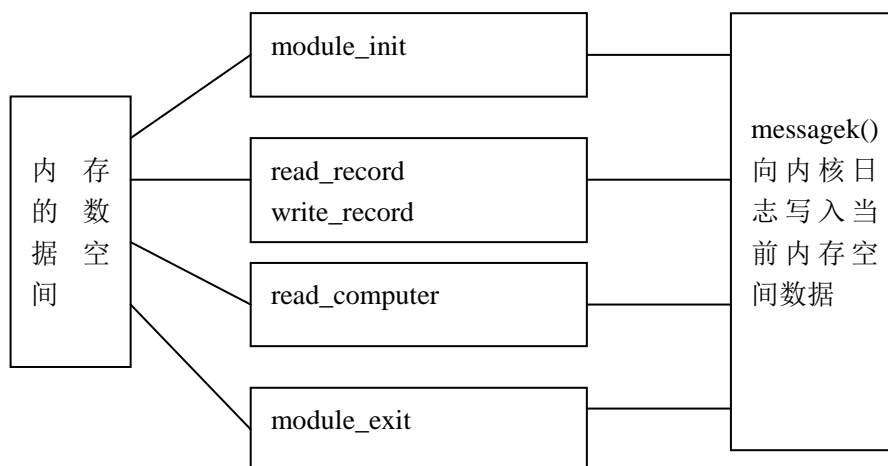 module_init
内存
的数
据空
间
read_record
write_record
read_computer
module_exit
messagek()
向内核日
志写入当
前内存空
间数据